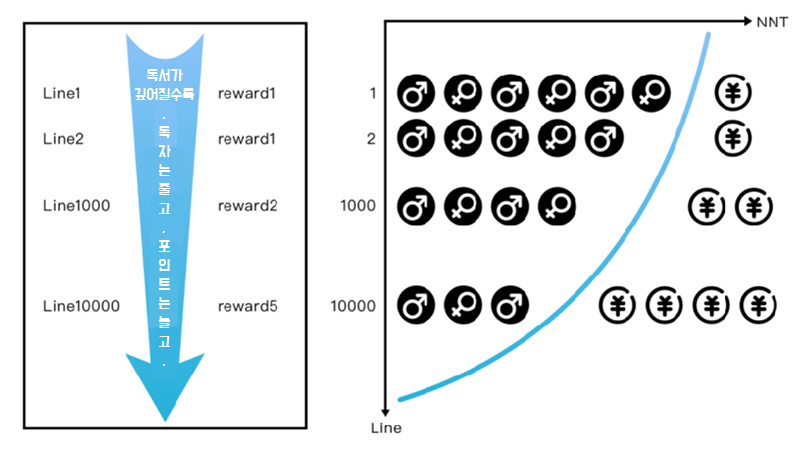 독서가
깊어질수록
.
독
자
는
줄
고
.
포
인
트
는
늘
고
.
Line1 reward1
Line2 reward1
Line1000 reward2
Line10000 reward5
NNT
1
2
1000
10000
Line